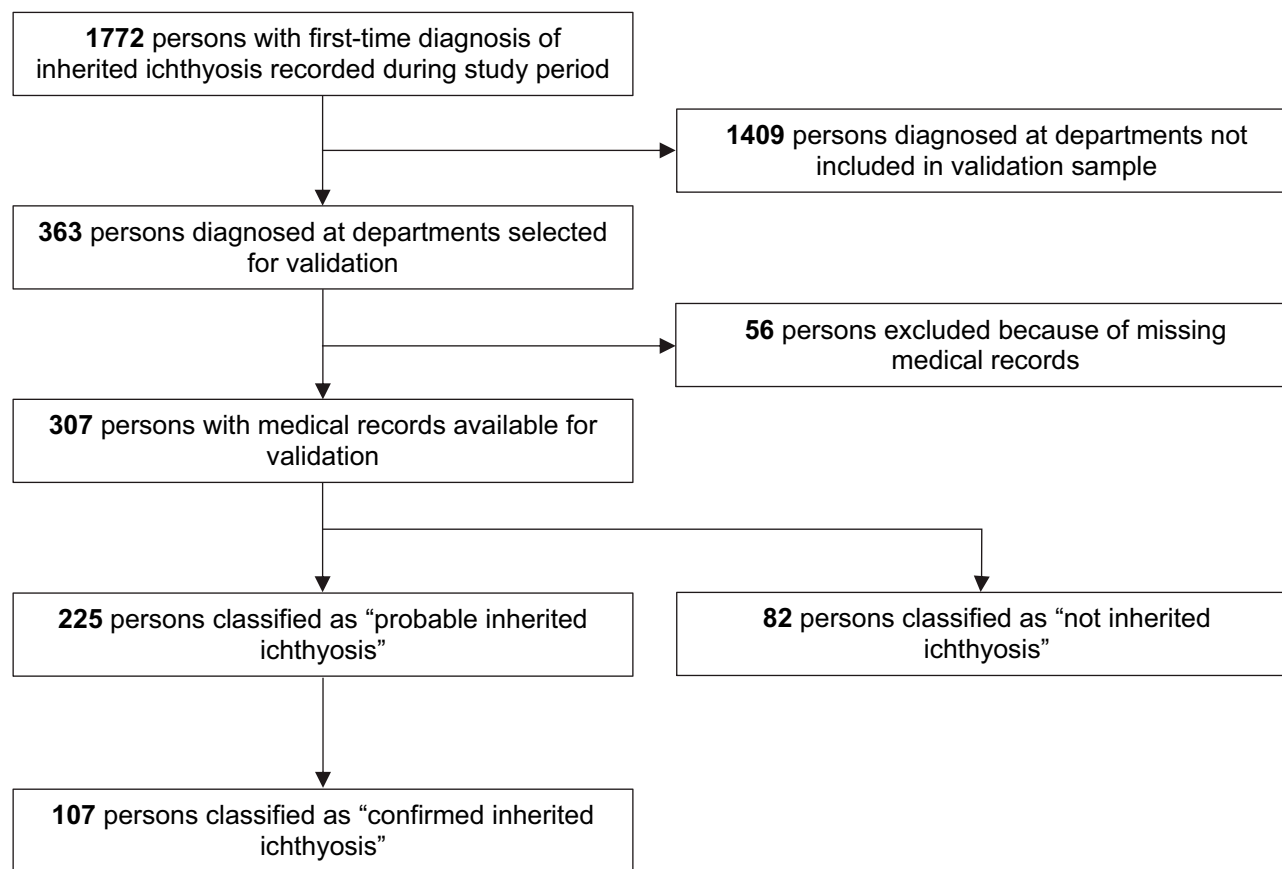 1772 persons with first-time diagnosis of
inherited ichthyosis recorded during study period
1409 persons diagnosed at departments not
included in validation sample
363 persons diagnosed at departments selected
for validation
56 persons excluded because of missing
medical records
307 persons with medical records available for
validation
225 persons classified as “probable inherited
ichthyosis”
82 persons classified as “not inherited
ichthyosis”
107 persons classified as “confirmed inherited
ichthyosis”